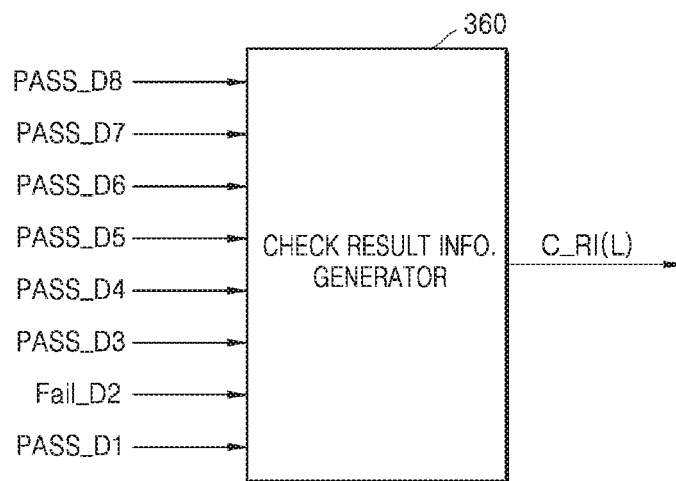 360
PASS_D8
PASS_D7
PASS_D6
PASS_D5
CHECK RESULT INFO.
GENERATOR
C_RI(L)
PASS_D4
PASS_D3
Fail_D2
PASS_D1